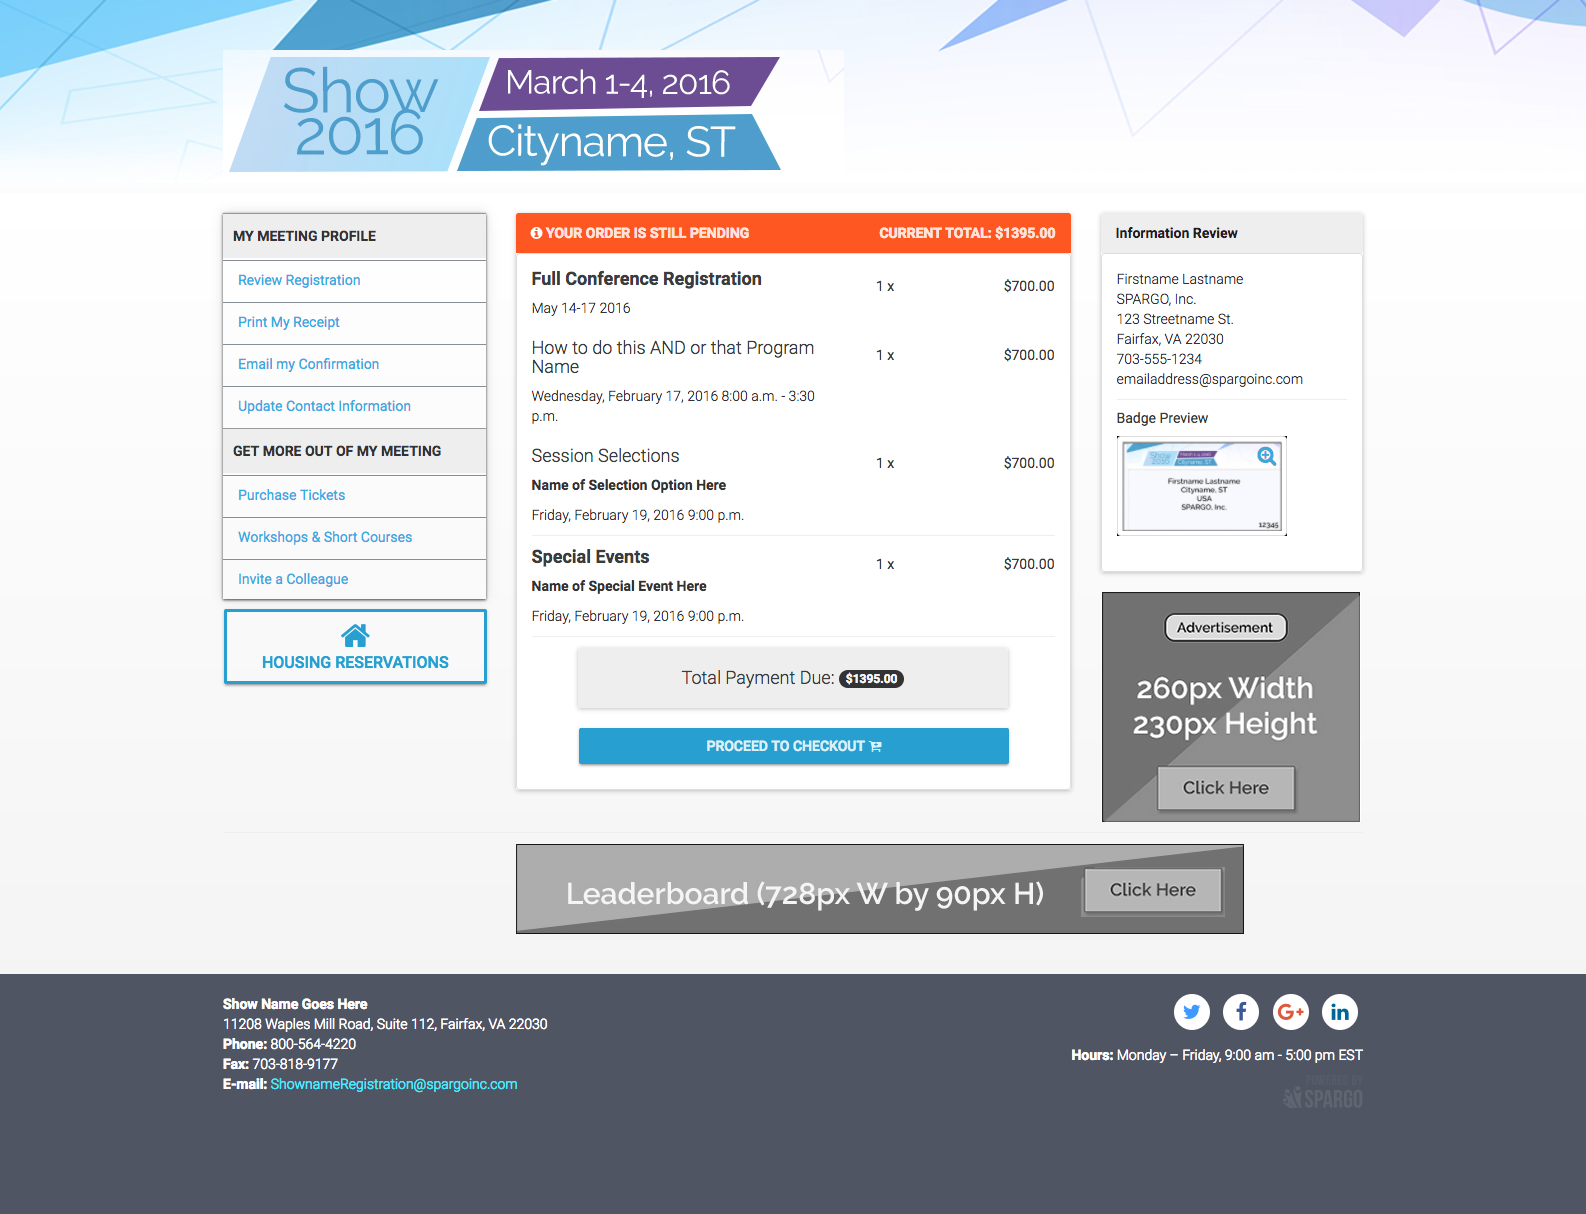 Show
2016
March 1-4, 2016
Cityname, ST
MY MEETING PROFILE
Review Registration
Print My Receipt
Email my Confirmation
Update Contact Information
GET MORE OUT OF MY MEETING
Purchase Tickets
Workshops & Short Courses
Invite a Colleague
HOUSING RESERVATIONS
YOUR ORDER IS STILL PENDING CURRENT TOTAL: $1395.00
Full Conference Registration 1 x $700.00
May 14-17 2016
How to do this AND or that Program 1 x $700.00
Name
Wednesday, February 17, 2016 8:00 a.m. - 3:30
p.m.
Session Selections 1 x $700.00
Name of Selection Option Here
Friday, February 19, 2016 9:00 p.m.
Special Events 1 x $700.00
Name of Special Event Here
Friday, February 19, 2016 9:00 p.m.
Total Payment Due: $1395.00
PROCEED TO CHECKOUT
Information Review
Firstname Lastname
SPARGO, Inc.
123 Streetname St.
Fairfax, VA 22030
703-555-1234
emailaddress@spargoinc.com
Badge Preview
Show
2016
March 1-4, 2016
Cityname, ST
Firstname Lastname
Cityname, ST
USA
SPARGO, Inc.
12345
Advertisement
260px Width
230px Height
Click Here
Leaderboard (728px W by 90px H)
Click Here
Show Name Goes Here
11208 Waples Mill Road, Suite 112, Fairfax, VA 22030
Phone: 800-564-4220
Fax: 703-818-9177
E-mail: ShownameRegistration@spargoinc.com
Hours: Monday – Friday, 9:00 am - 5:00 pm EST
POWERED BY
SPARGO